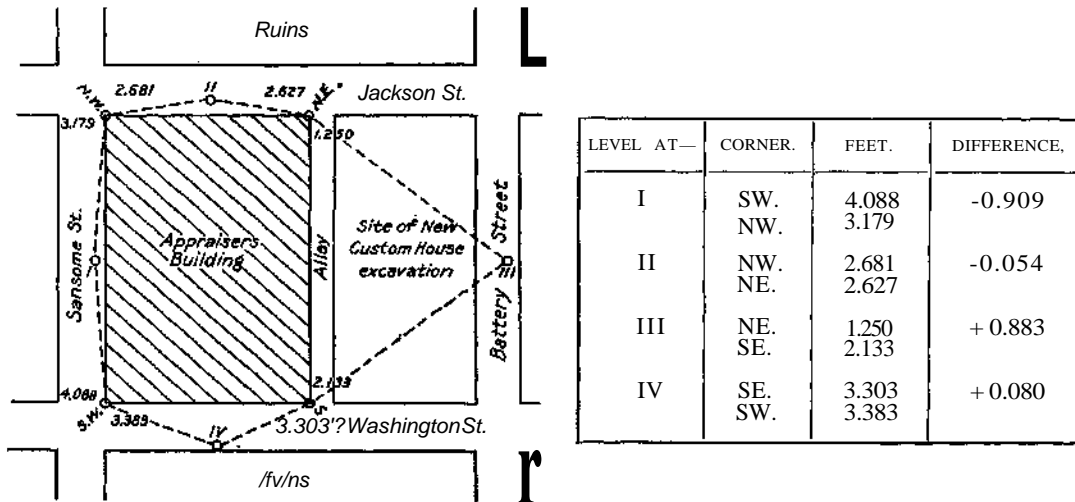 Ruins
L
N.W. 2.681 II 2.627 N.E.
Jackson St.
3.179
1.250
Sansome St.
I
Appraiser's
Building
Alley
Site of New
Custom House
excavation
Battery Street
III
2.133
4.088
S.W. 3.383 IV S
3.303'? Washington St.
/fv/ns
r
LEVEL AT— CORNER. FEET. DIFFERENCE,
I SW. 4.088 -0.909
NW. 3.179
II NW. 2.681 -0.054
NE. 2.627
III NE. 1.250 +0.883
SE. 2.133
IV SE. 3.303 +0.080
SW. 3.383